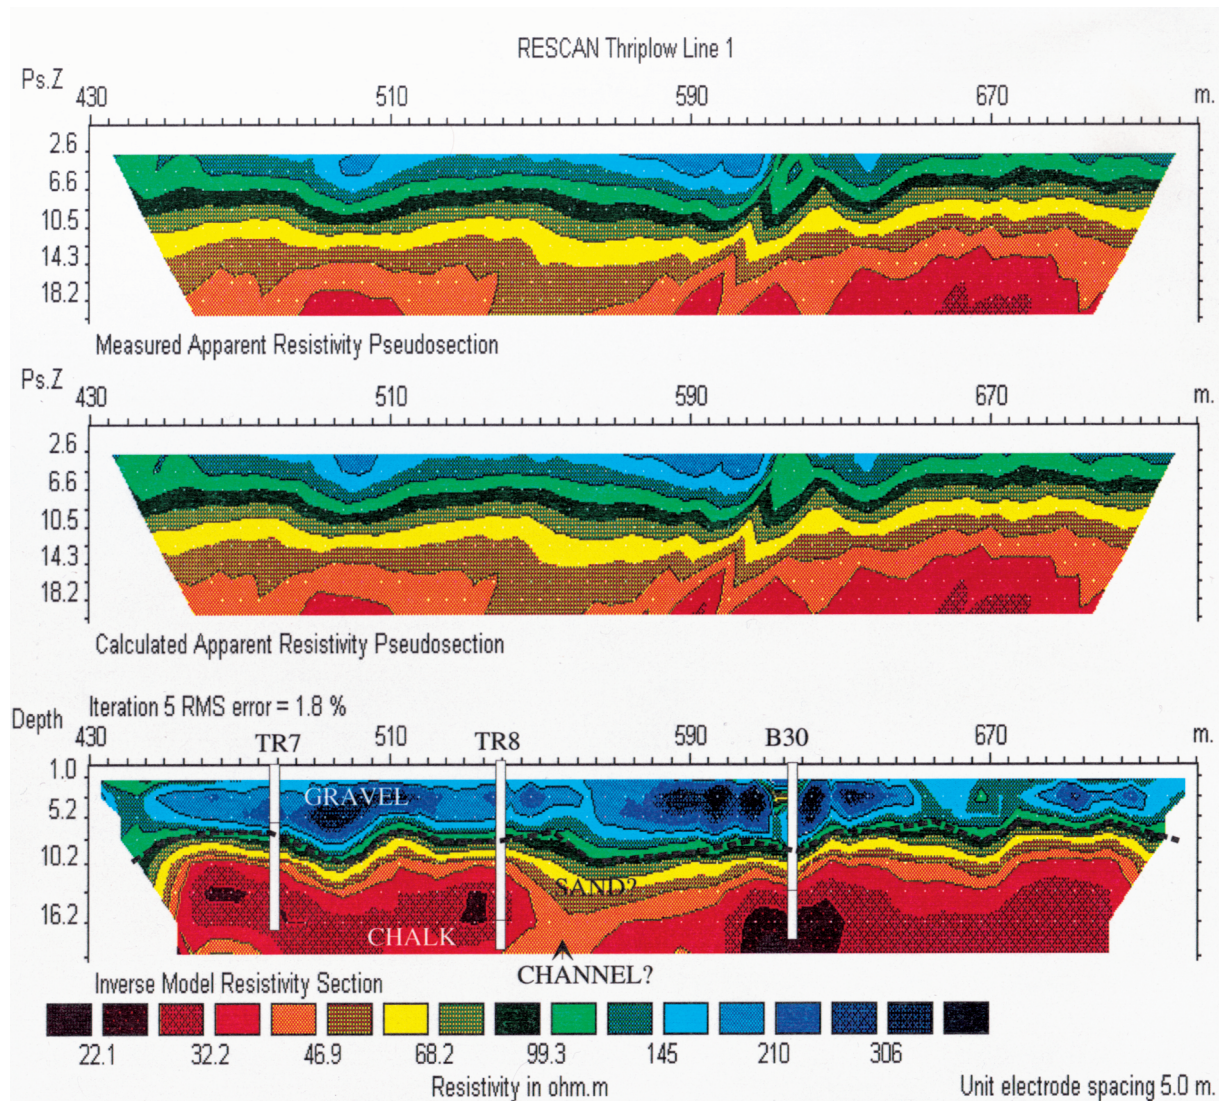 RESCAN Thriplow Line 1
Ps.Z
430 510 590 670 m.
2.6
6.6
10.5
14.3
18.2
Measured Apparent Resistivity Pseudosection
Ps.Z
430 510 590 670 m.
2.6
6.6
10.5
14.3
18.2
Calculated Apparent Resistivity Pseudosection
Iteration 5 RMS error = 1.8 %
Depth
430 510 590 670 m.
TR7 TR8 B30
1.0
5.2
10.2
16.2
GRAVEL
SAND?
CHALK
CHANNEL?
Inverse Model Resistivity Section
22.1 32.2 46.9 68.2 99.3 145 210 306
Resistivity in ohm.m
Unit electrode spacing 5.0 m.